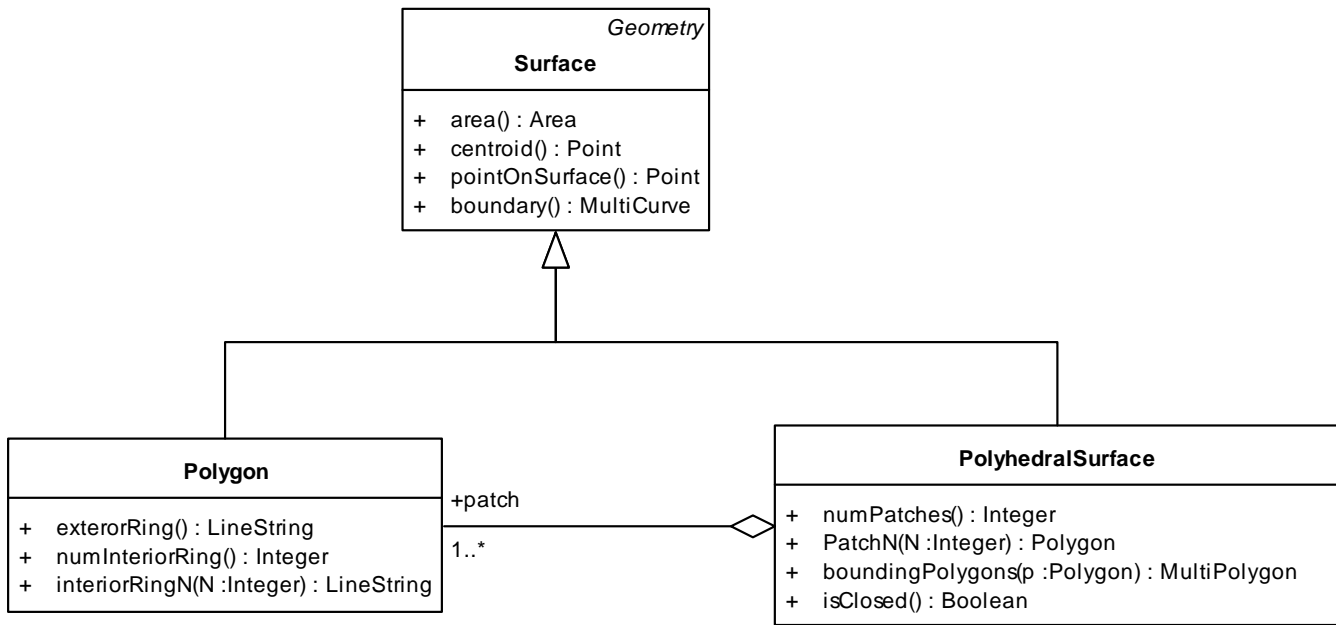 Geometry
Surface
+ area() : Area
+ centroid() : Point
+ pointOnSurface() : Point
+ boundary() : MultiCurve
Polygon
+ exterorRing() : LineString
+ numInteriorRing() : Integer
+ interiorRingN(N :Integer) : LineString
+patch
1..*
PolyhedralSurface
+ numPatches() : Integer
+ PatchN(N :Integer) : Polygon
+ boundingPolygons(p :Polygon) : MultiPolygon
+ isClosed() : Boolean